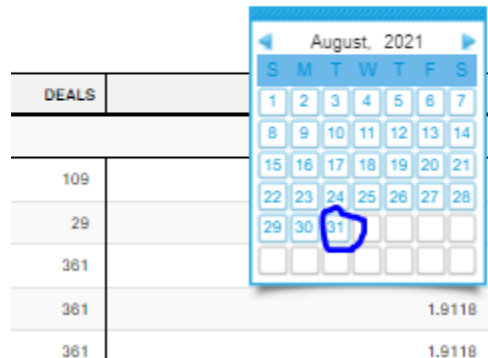 August, 2021
S M T W T F S
DEALS
1 2 3 4 5 6 7
8 9 10 11 12 13 14
15 16 17 18 19 20 21
109
22 23 24 25 26 27 28
29
29 30 31
361
361
1.9118
361
1.9118